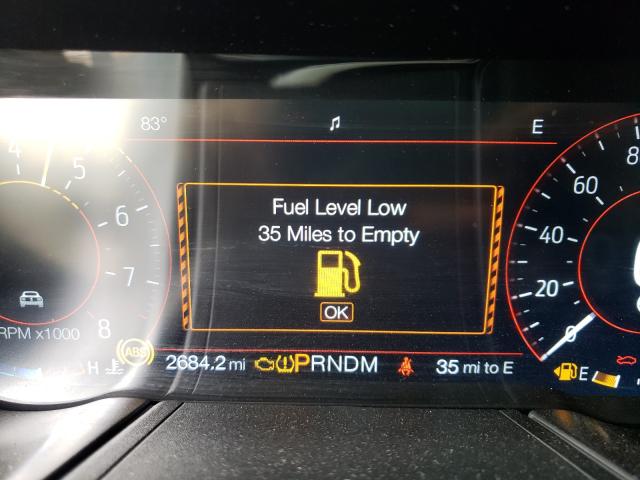 83° E
Fuel Level Low
35 Miles to Empty
OK
4 5 6 7 8
RPM x1000
0 20 40 60
H ABS 2684.2 mi PRNDM 35 mi to E
E